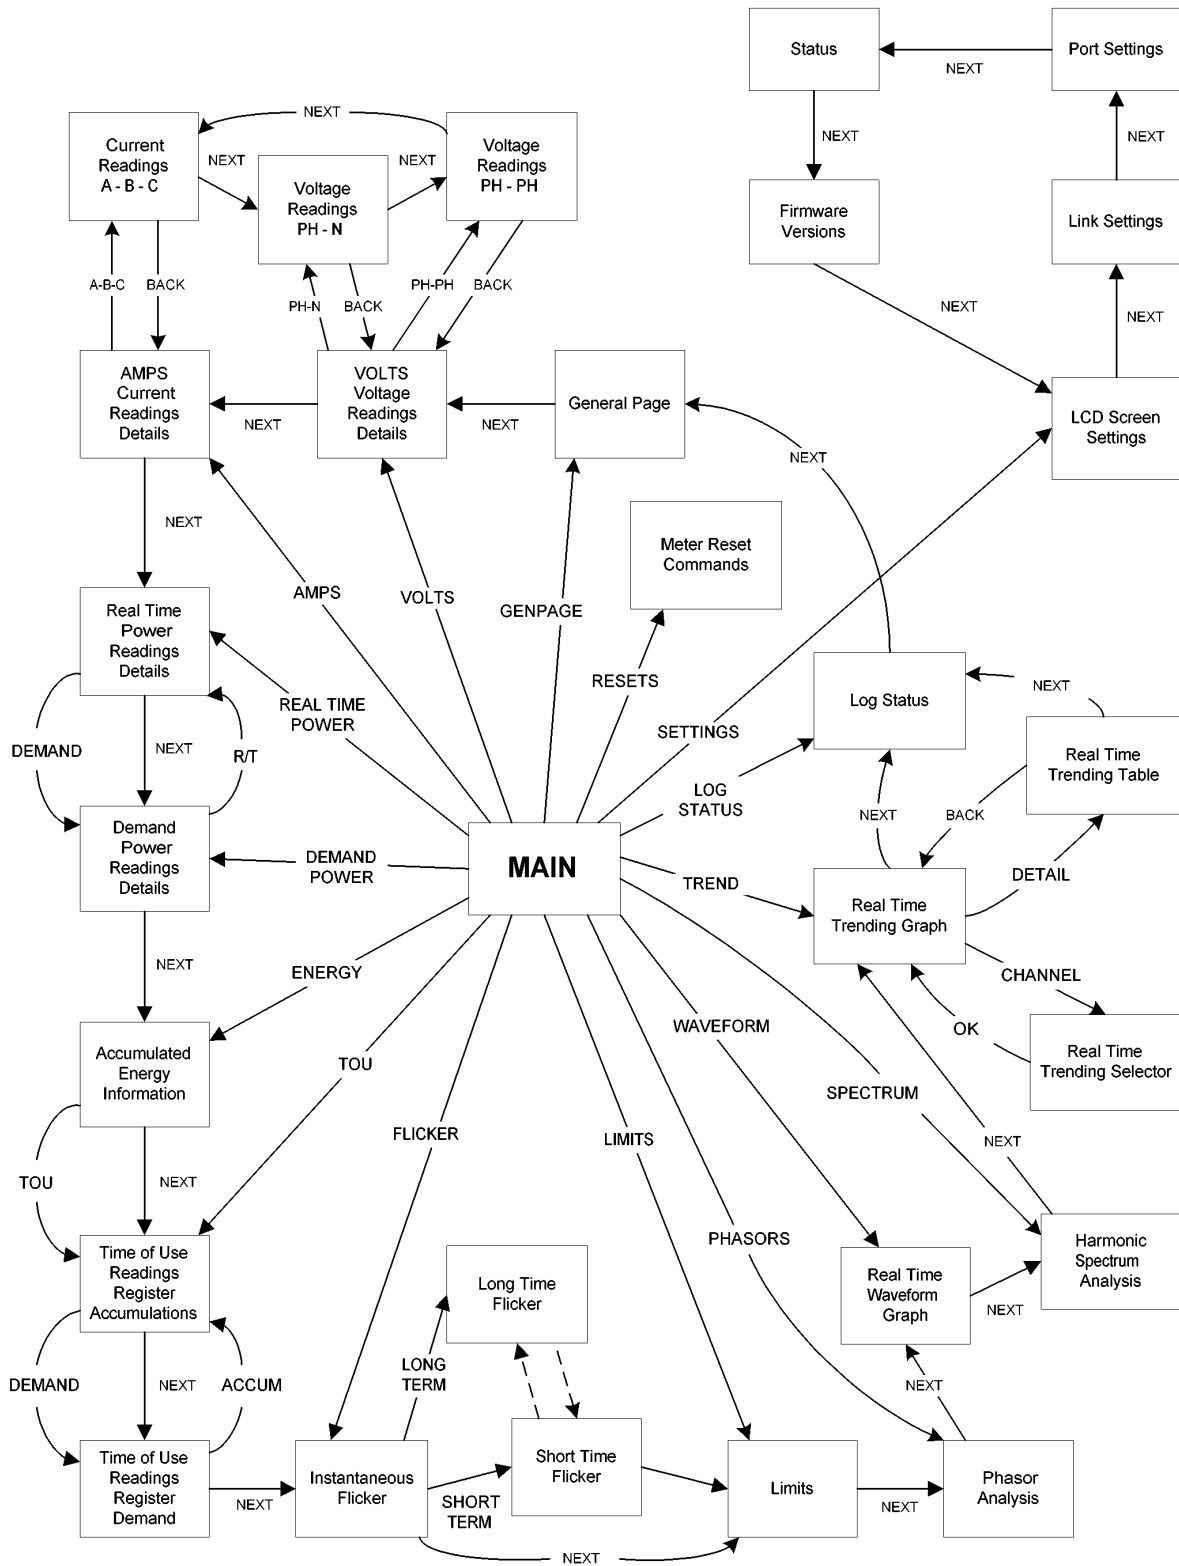 Status
NEXT
Port Settings
NEXT
NEXT
Firmware
Versions
Link Settings
NEXT
NEXT
LCD Screen
Settings
NEXT
Current
Readings
A - B - C
NEXT
Voltage
Readings
PH - N
NEXT
Voltage
Readings
PH - PH
A-B-C
BACK
PH-N
BACK
PH-PH
BACK
AMPS
Current
Readings
Details
NEXT
VOLTS
Voltage
Readings
Details
NEXT
General Page
NEXT
NEXT
Meter Reset
Commands
AMPS
VOLTS
GENPAGE
RESETS
SETTINGS
Real Time
Power
Readings
Details
REAL TIME
POWER
DEMAND
NEXT
R/T
Log Status
NEXT
LOG
STATUS
Real Time
Trending Table
NEXT
BACK
DETAIL
Demand
Power
Readings
Details
DEMAND
POWER
MAIN
TREND
Real Time
Trending Graph
CHANNEL
OK
Real Time
Trending Selector
NEXT
ENERGY
WAVEFORM
Accumulated
Energy
Information
TOU
SPECTRUM
FLICKER
LIMITS
NEXT
TOU
NEXT
PHASORS
Time of Use
Readings
Register
Accumulations
Long Time
Flicker
Real Time
Waveform
Graph
NEXT
Harmonic
Spectrum
Analysis
DEMAND
NEXT
ACCUM
LONG
TERM
NEXT
Time of Use
Readings
Register
Demand
NEXT
Instantaneous
Flicker
SHORT
TERM
Short Time
Flicker
Limits
NEXT
Phasor
Analysis
NEXT